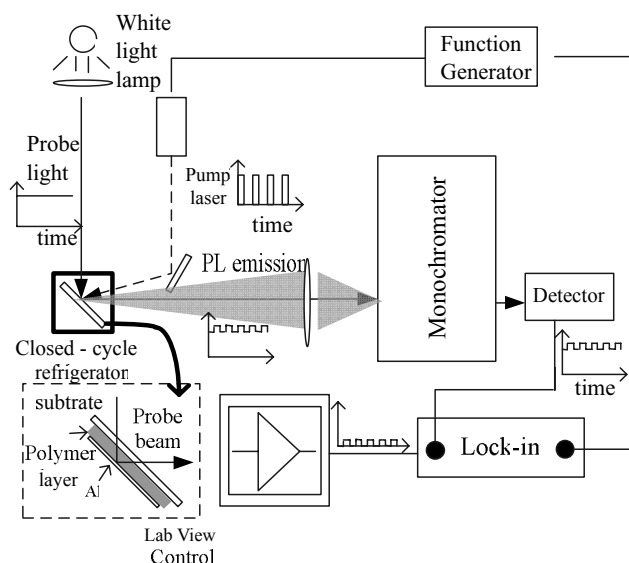 White
light
lamp
Function
Generator
Probe
light
time
Pump
laser
time
PL emission
Monochromator
Detector
time
Closed - cycle
refrigeraton
subtrate
Probe
beam
Polymer
layer
Al
Lock-in
Lab View
Control